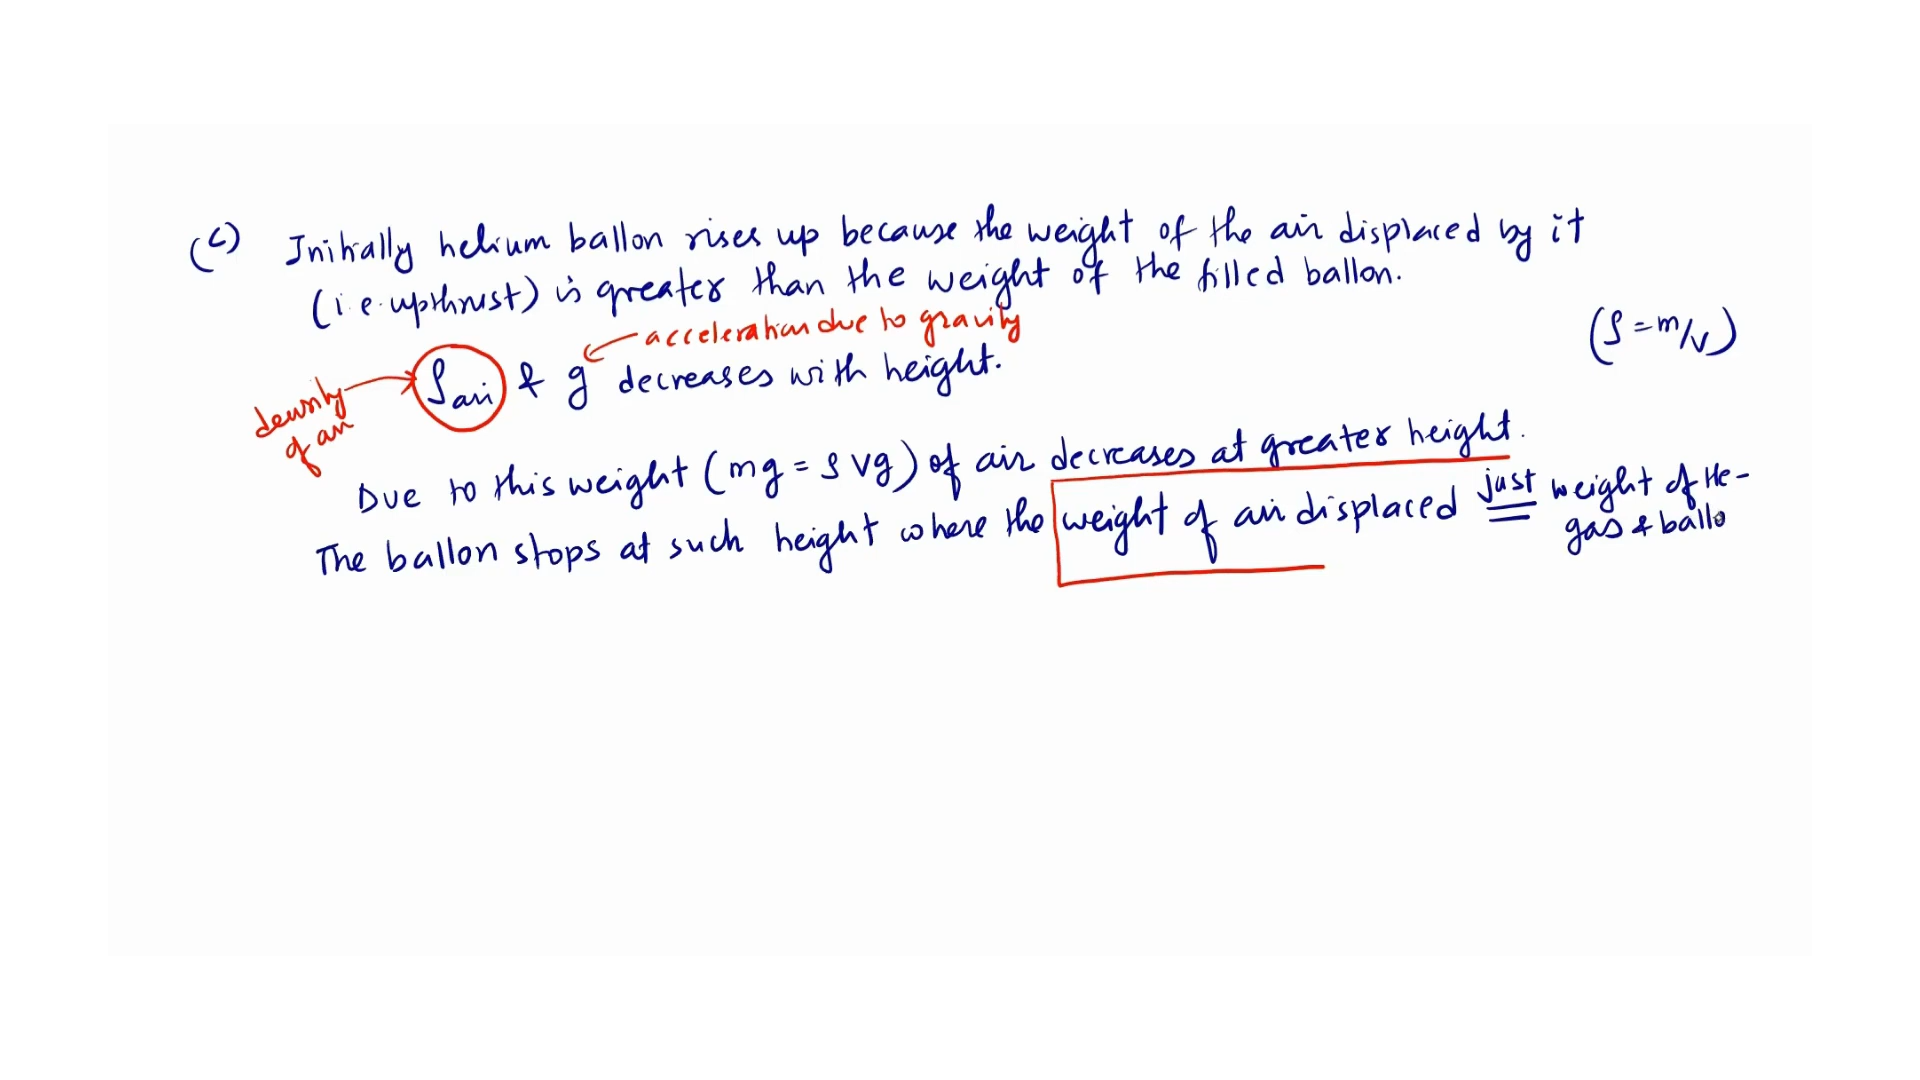 (c) Initially helium ballon rises up because the weight of the air displaced by it
(i.e. upthrust) is greater than the weight of the filled ballon.
acceleration due to gravity
(ρ = m/v)
density of air
ρair & g decreases with height.
Due to this weight (mg = ρVg) of air decreases at greater height.
The ballon stops at such height where the weight of air displaced just = weight of He-
gas & ballo